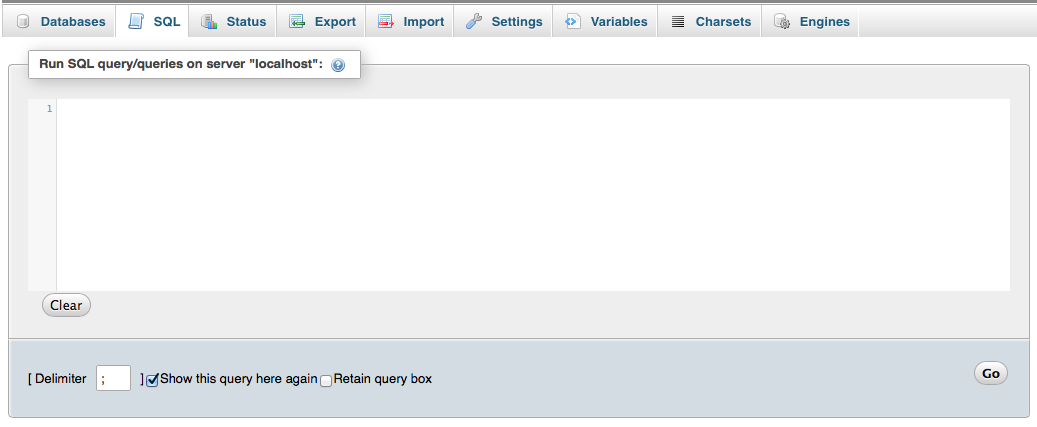 Databases SQL Status Export Import Settings Variables Charsets Engines
Run SQL query/queries on server "localhost":
1
Clear
[ Delimiter ; ] Show this query here again Retain query box
Go